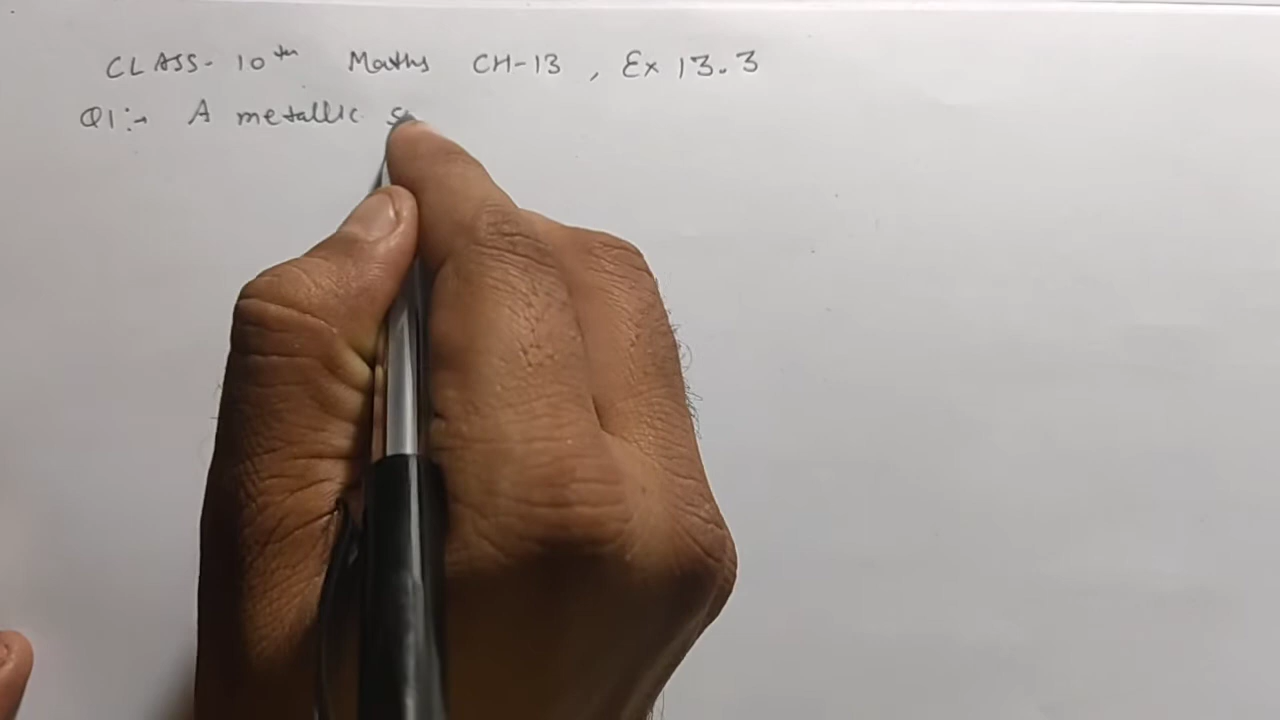 CLASS- 10th Maths CH-13, Ex 13.3
Q1:→ A metallic s